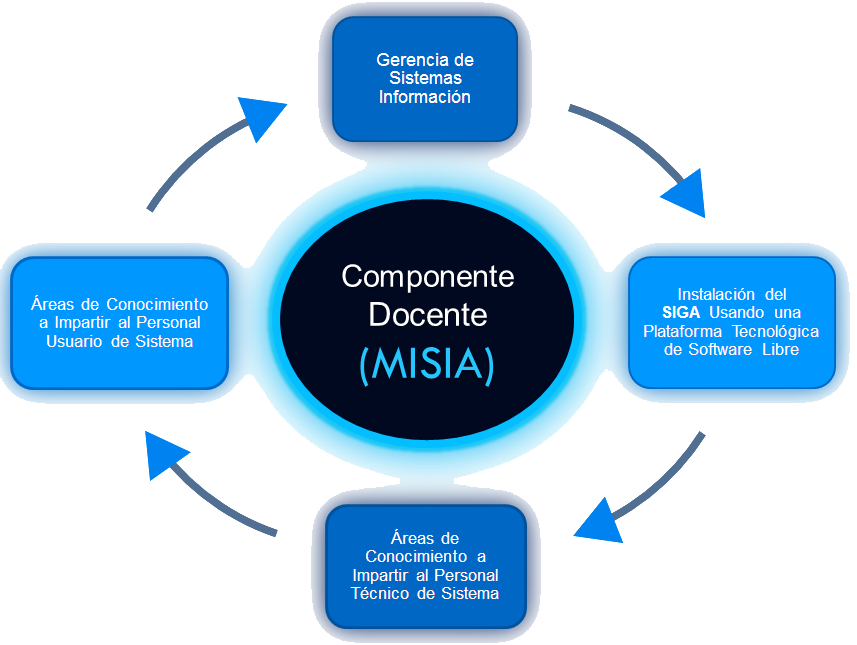 Gerencia de
Sistemas
Información
Componente
Docente
(MISIA)
Áreas de Conocimiento
a Impartir al Personal
Usuario de Sistema
Instalación del
SIGA Usando una
Plataforma Tecnológica
de Software Libre
Áreas de
Conocimiento a
Impartir al Personal
Técnico de Sistema